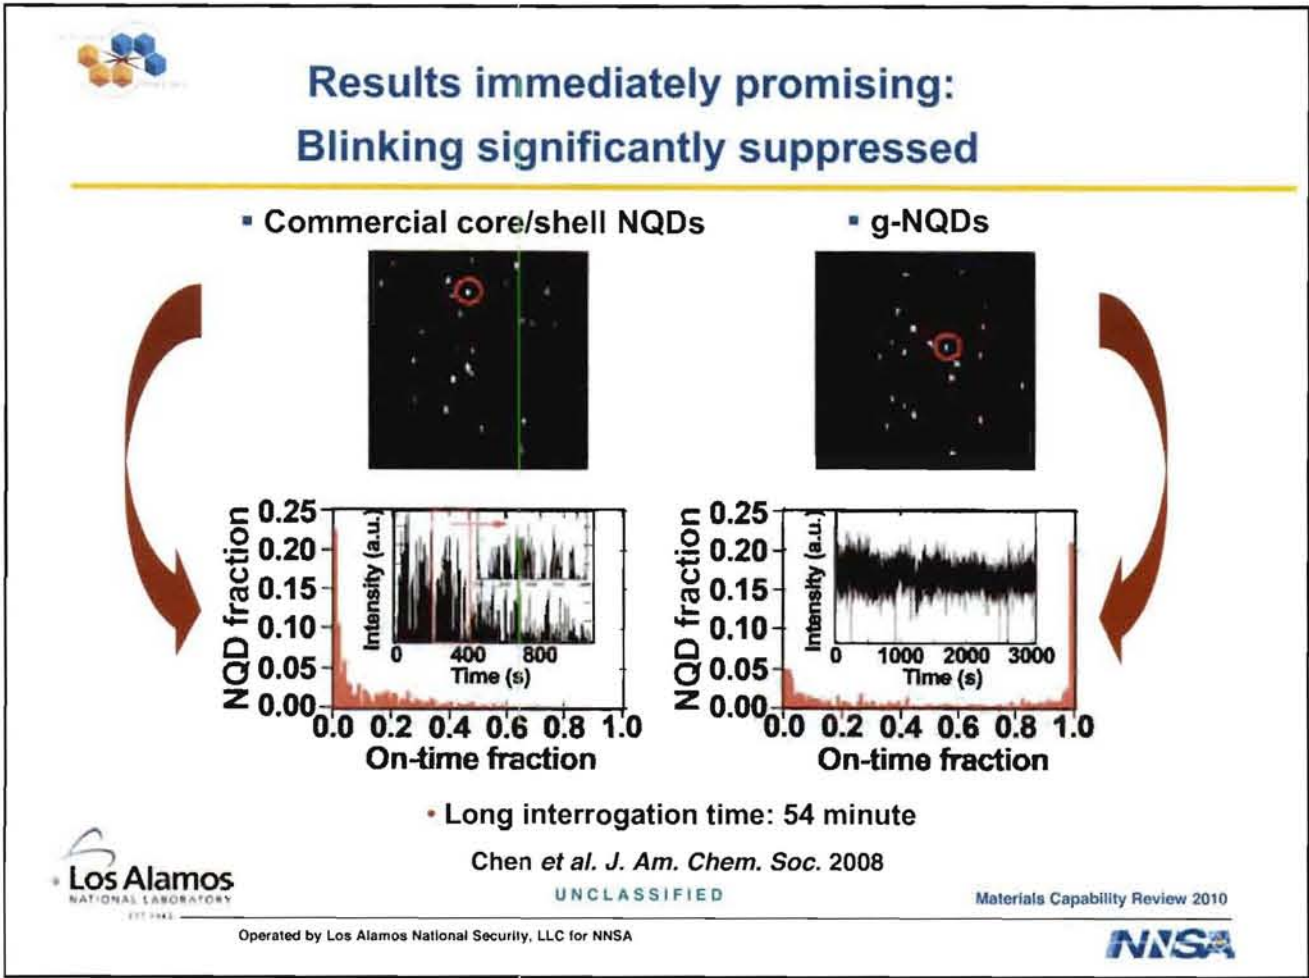 Results immediately promising:
Blinking significantly suppressed
▪ Commercial core/shell NQDs
▪ g-NQDs
NQD fraction
0.25
0.20
0.15
0.10
0.05
0.00
0.0 0.2 0.4 0.6 0.8 1.0
On-time fraction
Intensity (a.u.)
0 400 800
Time (s)
NQD fraction
0.25
0.20
0.15
0.10
0.05
0.00
0.0 0.2 0.4 0.6 0.8 1.0
On-time fraction
Intensity (a.u.)
0 1000 2000 3000
Time (s)
• Long interrogation time: 54 minute
Chen et al. J. Am. Chem. Soc. 2008
Los Alamos
NATIONAL LABORATORY
EST. 1943
UNCLASSIFIED
Materials Capability Review 2010
Operated by Los Alamos National Security, LLC for NNSA
NNSA